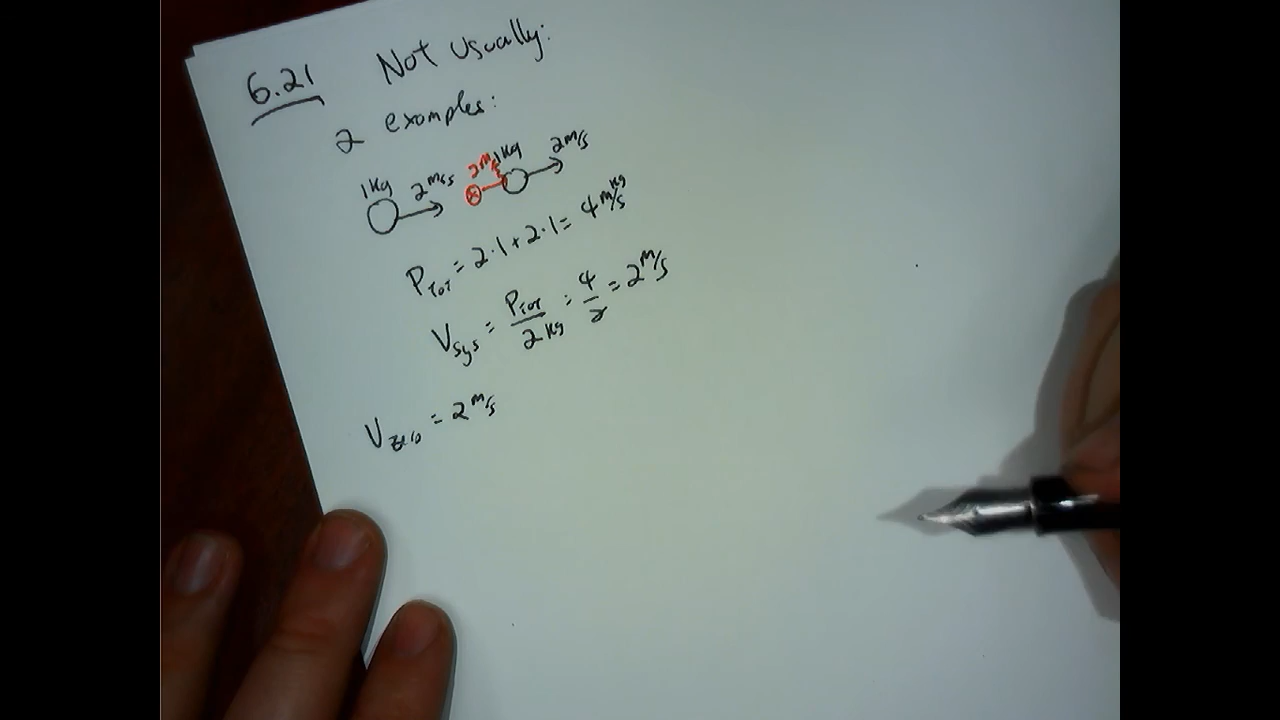 6.21 Not usually:
2 examples:
1kg 2m/s 2m/s 1kg 2m/s
PTOT = 2·1 + 2·1 = 4 m kg/s
Vsys = PTOT/2kg = 4/2 = 2 m/s
Vzero = 2 m/s